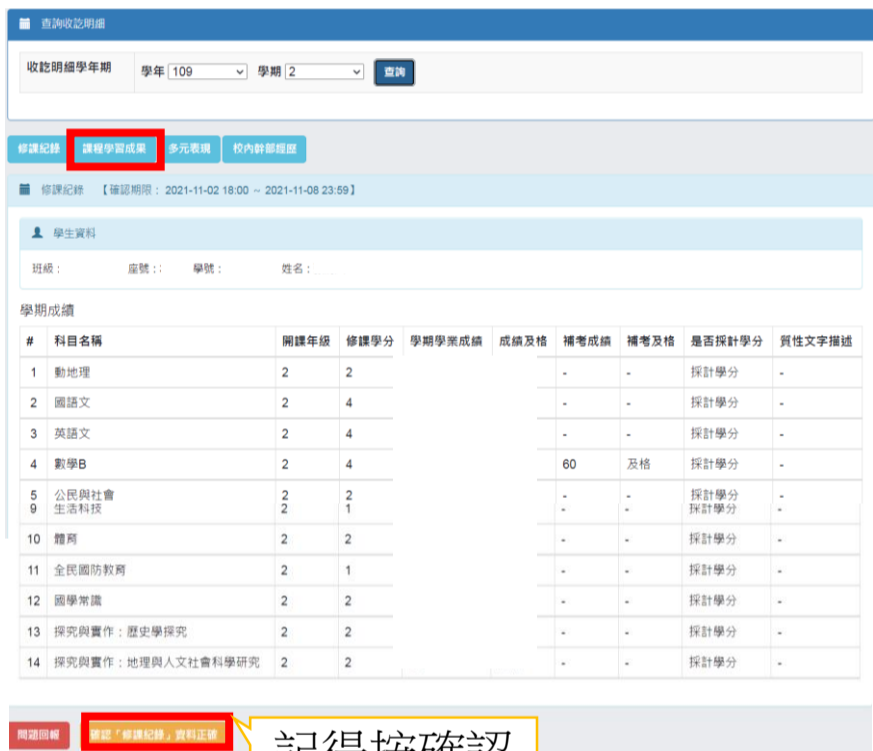 查詢收訖明細
收訖明細學年期 學年 109 學期 2 查詢
修課紀錄 課程學習成果 多元表現 校內幹部經歷
修課紀錄 【確認期限： 2021-11-02 18:00 ~ 2021-11-08 23:59】
學生資料
班級： 座號：： 學號： 姓名：
學期成績
# 科目名稱 開課年級 修課學分 學期學業成績 成績及格 補考成績 補考及格 是否採計學分 質性文字描述
1 動地理 2 2 - - 採計學分 -
2 國語文 2 4 - - 採計學分 -
3 英語文 2 4 - - 採計學分 -
4 數學B 2 4 60 及格 採計學分 -
5 公民與社會 2 2 - - 採計學分 -
9 生活科技 2 1 - - 採計學分 -
10 體育 2 2 - - 採計學分 -
11 全民國防教育 2 1 - - 採計學分 -
12 國學常識 2 2 - - 採計學分 -
13 探究與實作：歷史學探究 2 2 - - 採計學分 -
14 探究與實作：地理與人文社會科學研究 2 2 - - 採計學分 -
問題回報 確認「修課紀錄」資料正確
記得按確認